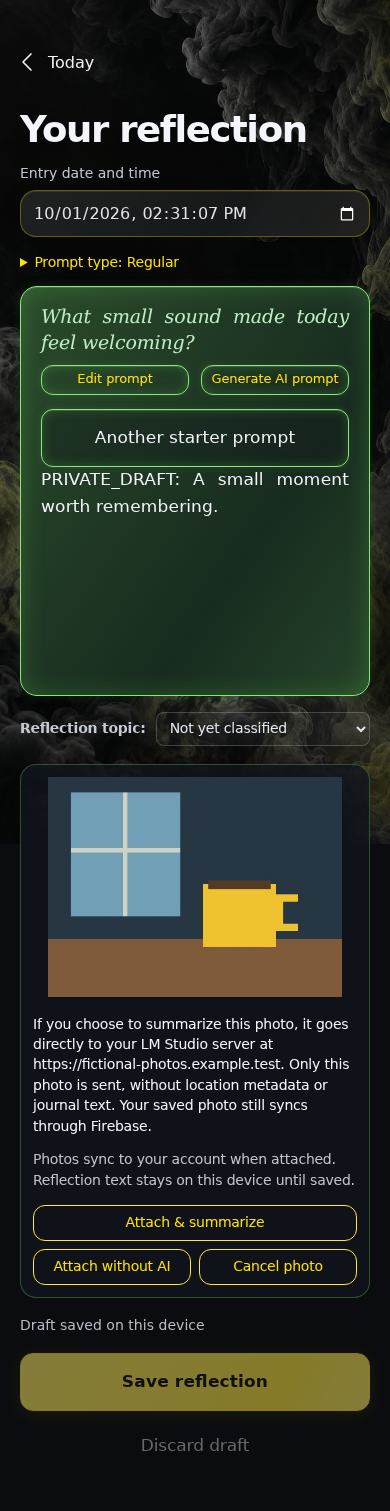 Today
Your reflection
Entry date and time
10/01/2026, 02:31:07 PM
Prompt type: Regular
What small sound made today
feel welcoming?
Edit prompt
Generate AI prompt
Another starter prompt
PRIVATE_DRAFT: A small moment
worth remembering.
Reflection topic:
Not yet classified
If you choose to summarize this photo, it goes
directly to your LM Studio server at
https://fictional-photos.example.test. Only this
photo is sent, without location metadata or
journal text. Your saved photo still syncs
through Firebase.
Photos sync to your account when attached.
Reflection text stays on this device until saved.
Attach & summarize
Attach without AI
Cancel photo
Draft saved on this device
Save reflection
Discard draft